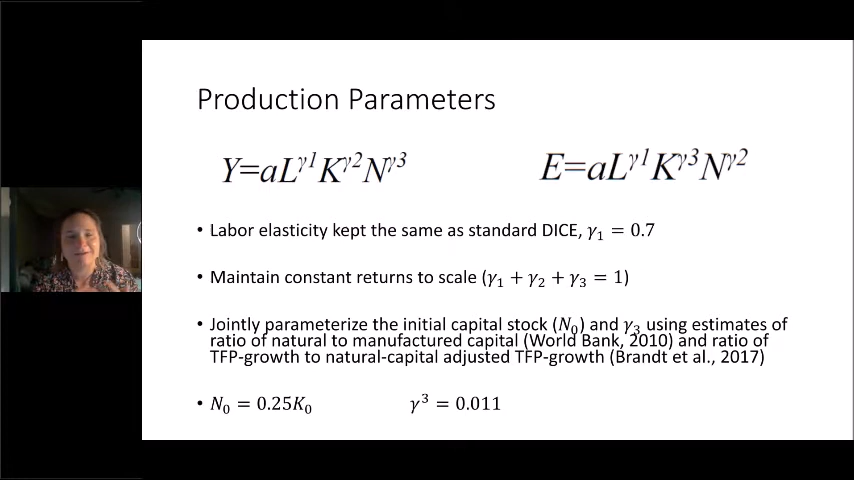 Production Parameters
Y=aL^γ1 K^γ2 N^γ3
E=aL^γ1 K^γ3 N^γ2
• Labor elasticity kept the same as standard DICE, γ₁ = 0.7
• Maintain constant returns to scale (γ₁ + γ₂ + γ₃ = 1)
• Jointly parameterize the initial capital stock (N₀) and γ₃ using estimates of
ratio of natural to manufactured capital (World Bank, 2010) and ratio of
TFP-growth to natural-capital adjusted TFP-growth (Brandt et al., 2017)
• N₀ = 0.25K₀
γ³ = 0.011